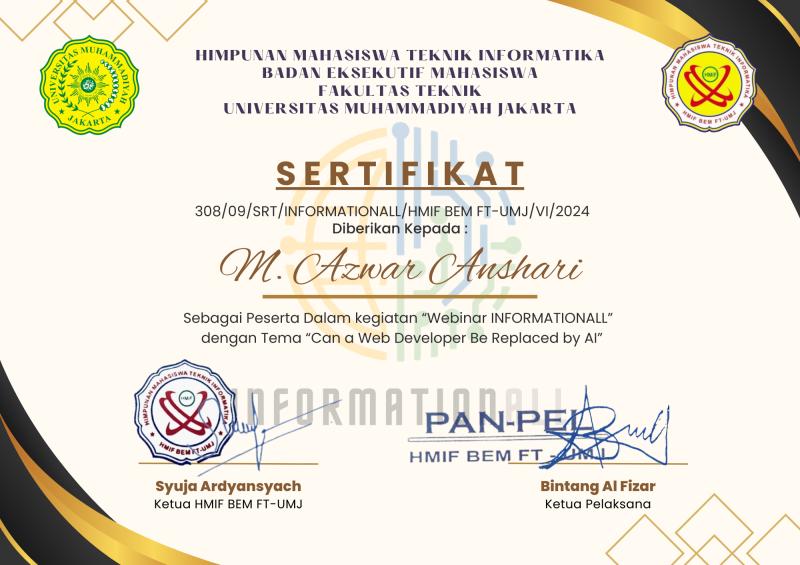 HIMPUNAN MAHASISWA TEKNIK INFORMATIKA
BADAN EKSEKUTIF MAHASISWA
FAKULTAS TEKNIK
UNIVERSITAS MUHAMMADIYAH JAKARTA
UNIVERSITAS MUHAMMADIYAH
JAKARTA
HIMPUNAN MAHASISWA TEKNIK INFORMATIKA
HMIF
HMIF BEM FT-UMJ
SERTIFIKAT
308/09/SRT/INFORMATIONALL/HMIF BEM FT-UMJ/VI/2024
Diberikan Kepada :
M. Azwar Anshari
Sebagai Peserta Dalam kegiatan “Webinar INFORMATIONALL”
dengan Tema “Can a Web Developer Be Replaced by AI”
INFORMATIONALL
HIMPUNAN MAHASISWA TEKNIK INFORMATIKA
HMIF
HMIF BEM FT-UMJ
PAN-PEL
HMIF BEM FT - UMJ
Syuja Ardyansyach
Ketua HMIF BEM FT-UMJ
Bintang Al Fizar
Ketua Pelaksana